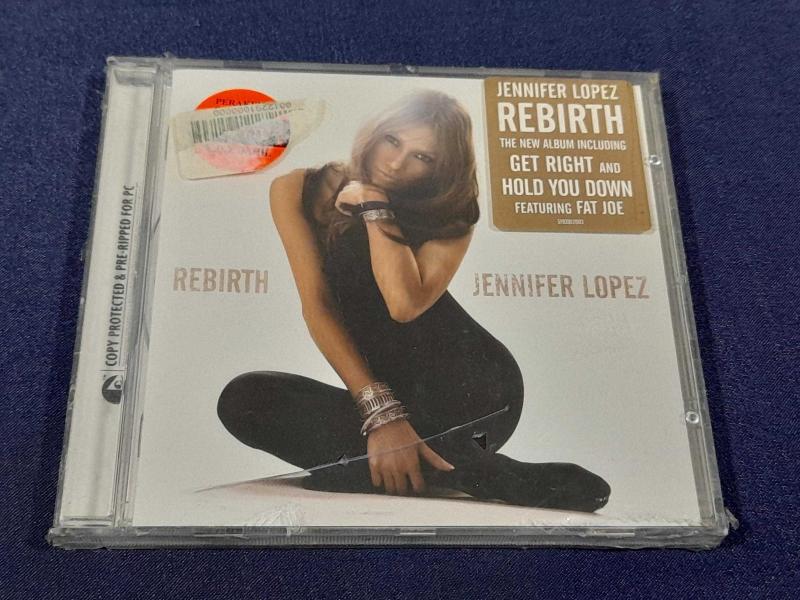 JENNIFER LOPEZ
REBIRTH
THE NEW ALBUM INCLUDING
GET RIGHT AND
HOLD YOU DOWN
FEATURING FAT JOE
REBIRTH
JENNIFER LOPEZ
COPY PROTECTED & PRE-RIPPED FOR PC